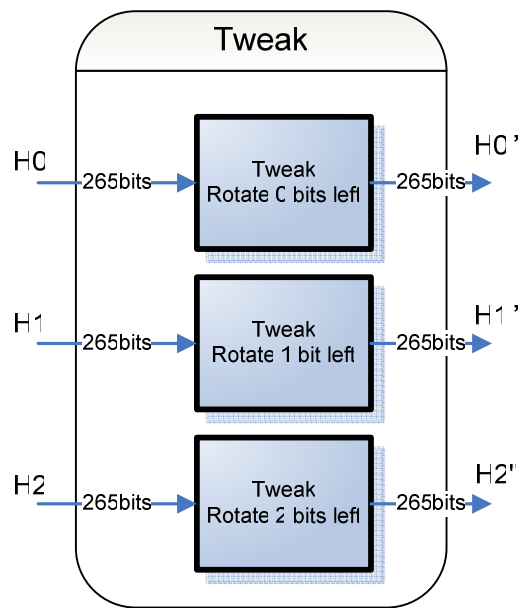 Tweak
H0
265bits
Tweak
Rotate 0 bits left
265bits
H0’
H1
265bits
Tweak
Rotate 1 bit left
265bits
H1’
H2
265bits
Tweak
Rotate 2 bits left
265bits
H2"